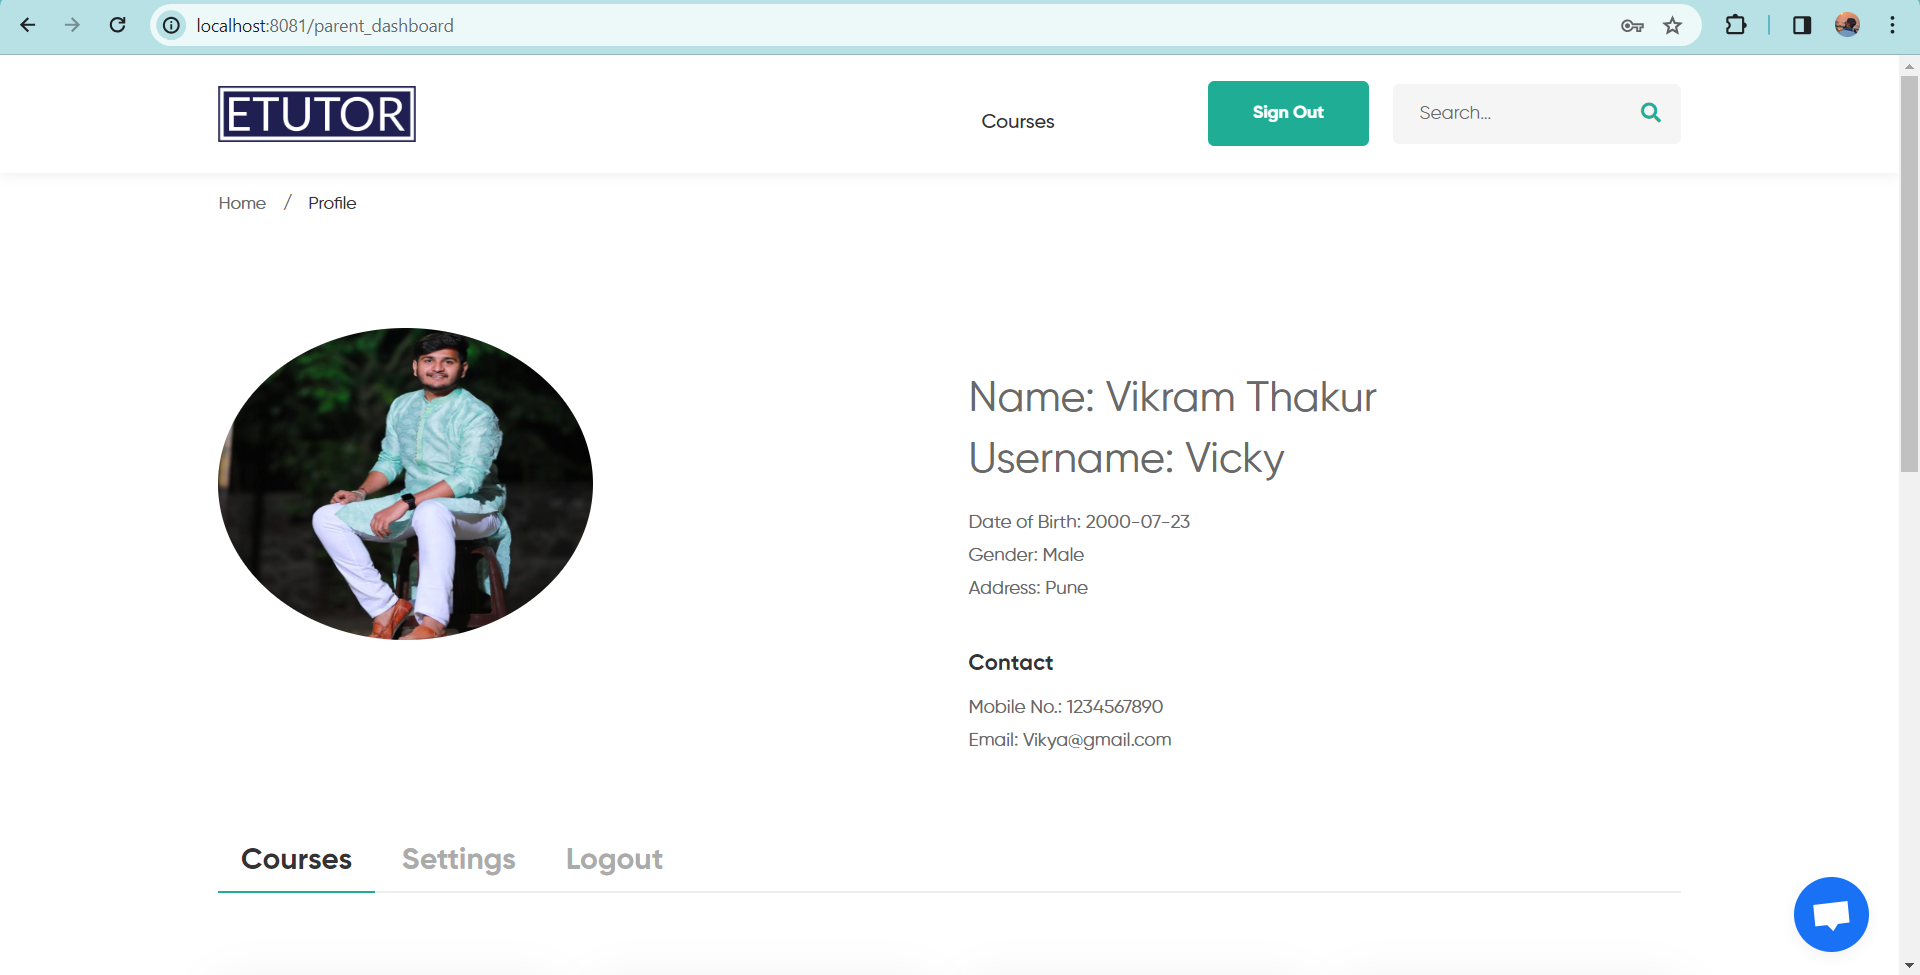 localhost:8081/parent_dashboard
ETUTOR
Courses
Sign Out
Search...
Home / Profile
Name: Vikram Thakur
Username: Vicky
Date of Birth: 2000-07-23
Gender: Male
Address: Pune
Contact
Mobile No.: 1234567890
Email: Vikya@gmail.com
Courses Settings Logout